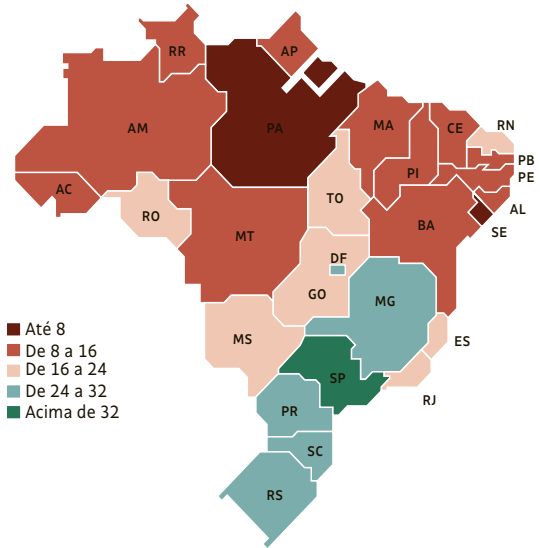 RR
AP
AM
PA
MA
CE
RN
PB
PE
PI
AC
TO
AL
RO
BA
SE
MT
DF
GO
MG
MS
ES
SP
RJ
PR
SC
RS
Até 8
De 8 a 16
De 16 a 24
De 24 a 32
Acima de 32